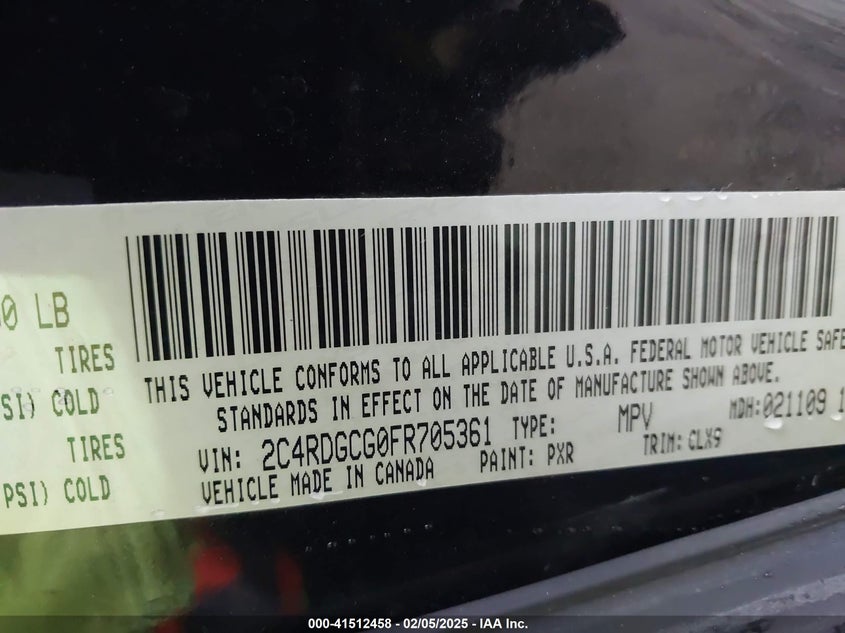 80 LB
TIRES
SI) COLD
TIRES
PSI) COLD
THIS VEHICLE CONFORMS TO ALL APPLICABLE U.S.A. FEDERAL MOTOR VEHICLE SAFE
STANDARDS IN EFFECT ON THE DATE OF MANUFACTURE SHOWN ABOVE.
VIN: 2C4RDGCG0FR705361 TYPE: MPV MDH:021109 1
VEHICLE MADE IN CANADA PAINT: PXR TRIM: CLX9
000-41512458 - 02/05/2025 - IAA Inc.